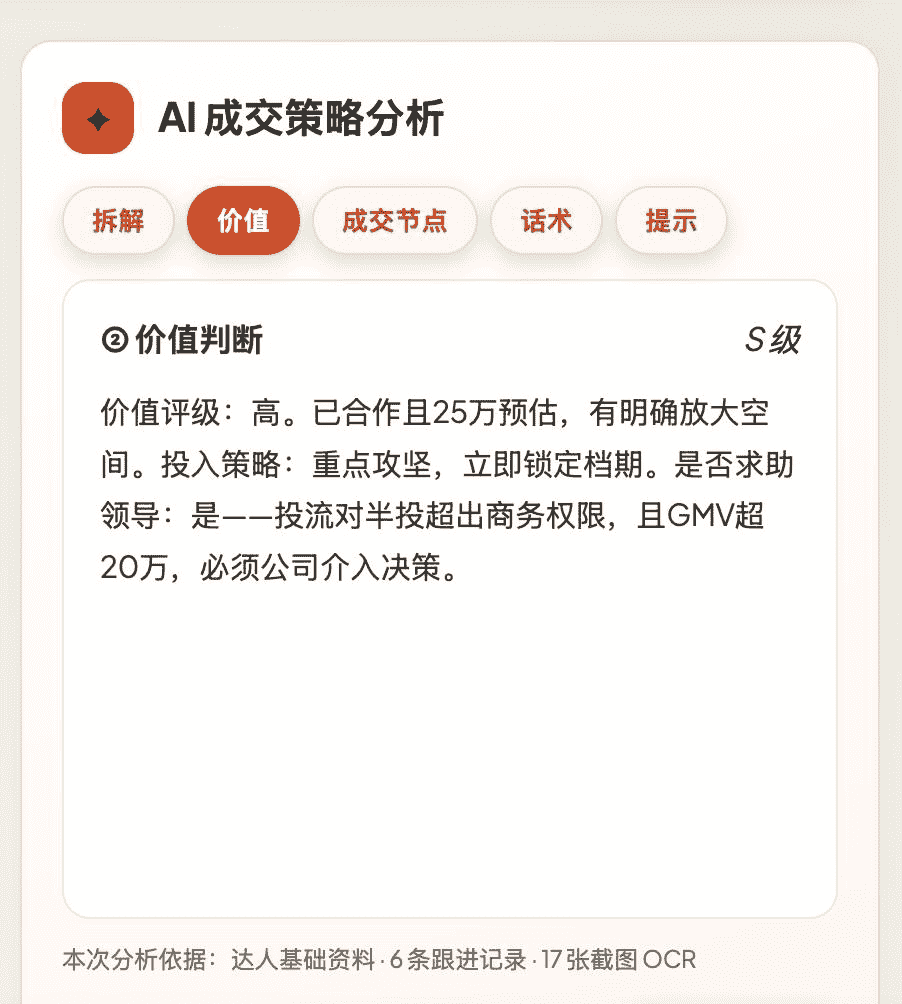 AI 成交策略分析
拆解 价值 成交节点 话术 提示
② 价值判断 S级
价值评级：高。已合作且25万预估，有明确放大空
间。投入策略：重点攻坚，立即锁定档期。是否求助
领导：是——投流对半投超出商务权限，且GMV超
20万，必须公司介入决策。
本次分析依据：达人基础资料 · 6 条跟进记录 · 17 张截图 OCR